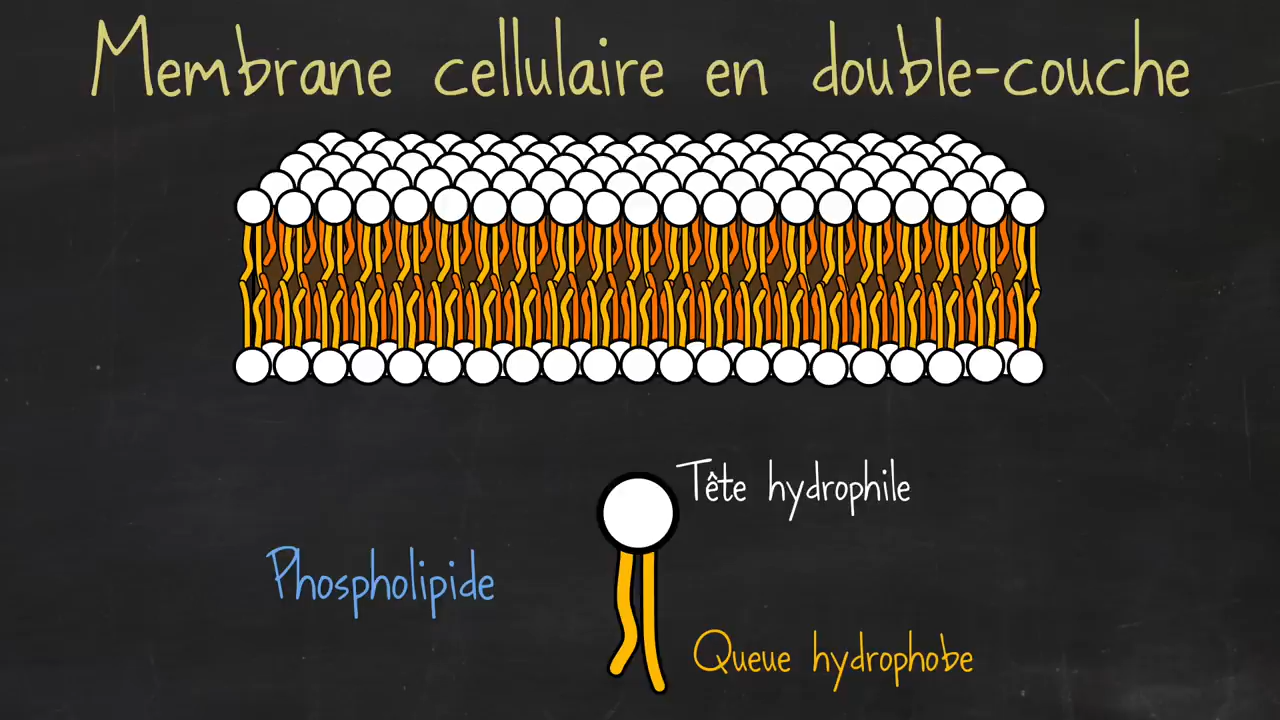 Membrane cellulaire en double-couche
Tête hydrophile
Phospholipide
Queue hydrophobe